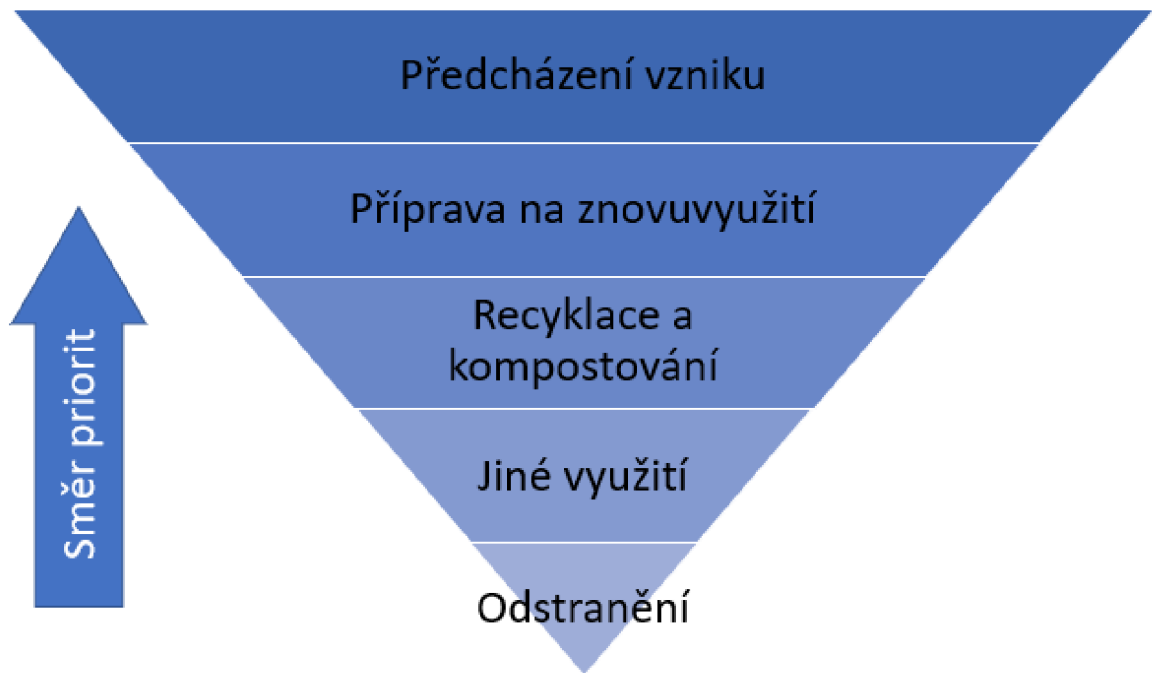 Předcházení vzniku
Příprava na znovuvyužití
Recyklace a
kompostování
Jiné využití
Odstranění
Směr priorit